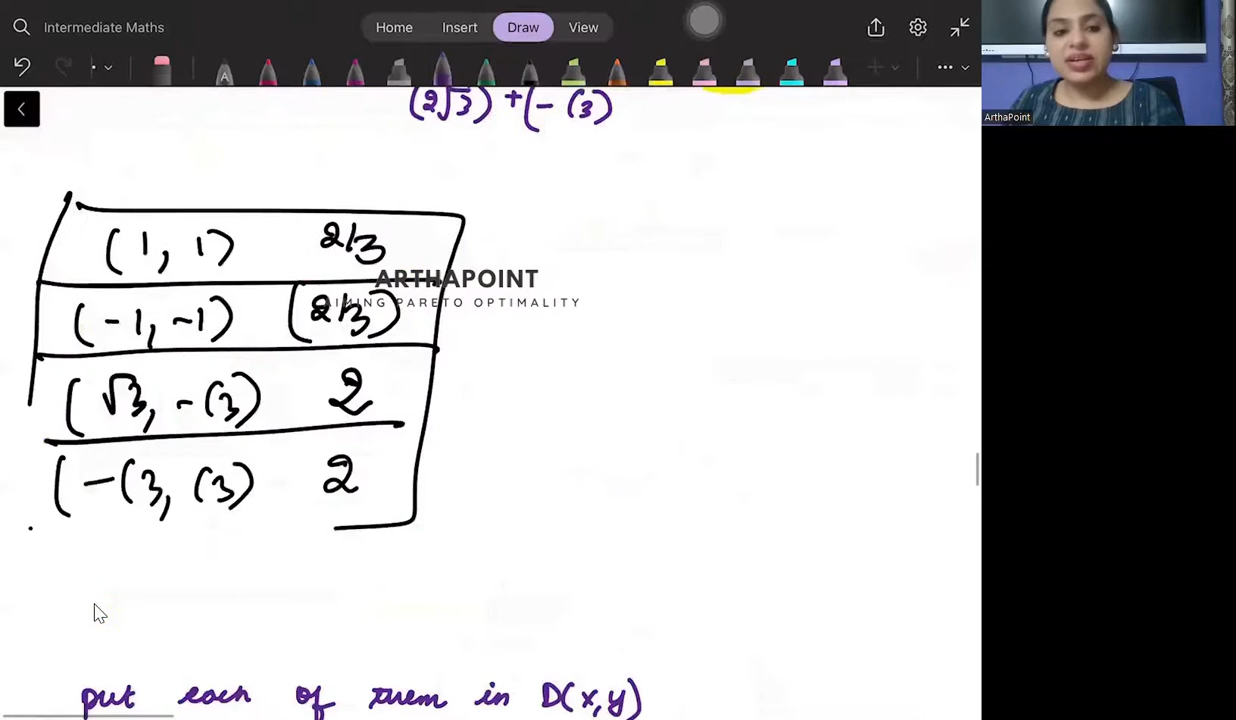 Intermediate Maths
Home Insert Draw View
(2√3) + (- (3)
ArthaPoint
(1, 1) 2/3
ARTHAPOINT
AIMING PARETO OPTIMALITY
(-1, -1) (2/3)
(√3, -(3) 2
(-(3, (3) 2
put each of them in D(x,y)